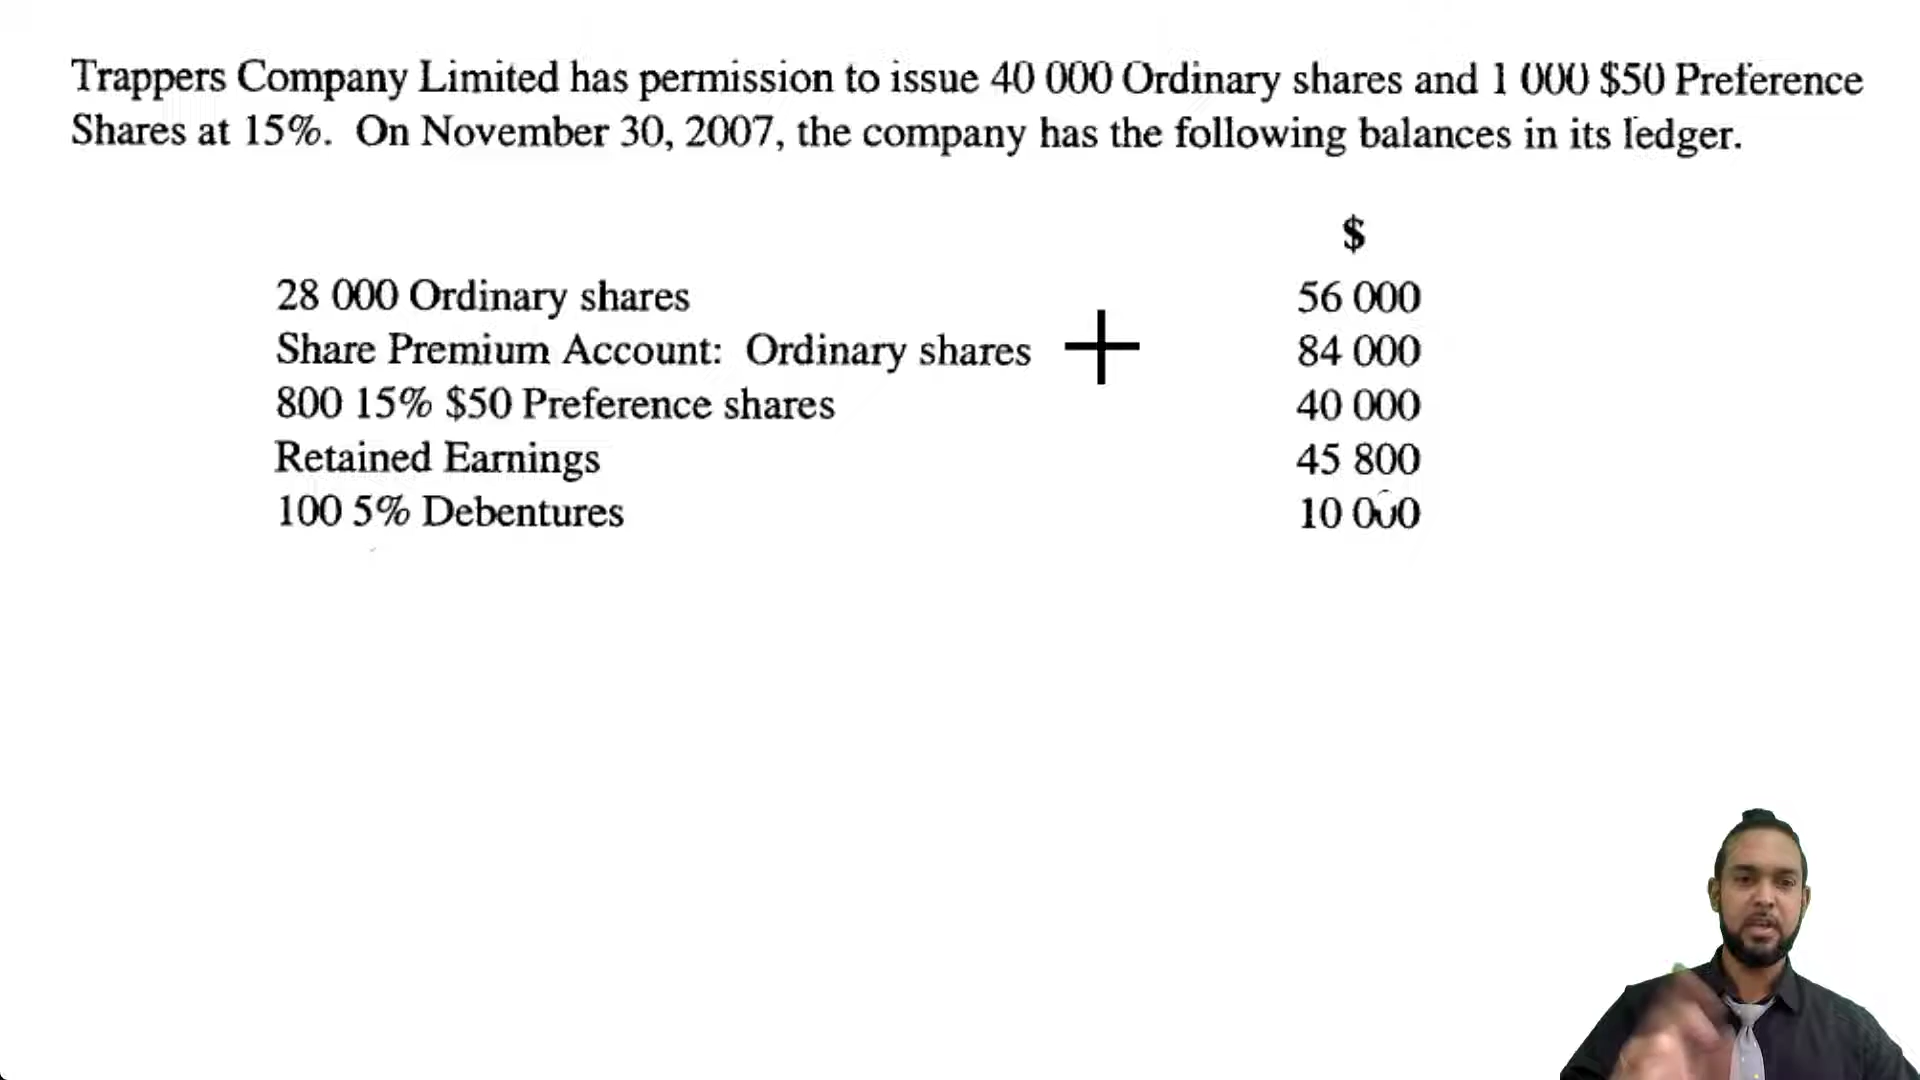 Trappers Company Limited has permission to issue 40 000 Ordinary shares and 1 000 $50 Preference
Shares at 15%. On November 30, 2007, the company has the following balances in its ledger.
$
28 000 Ordinary shares 56 000
Share Premium Account: Ordinary shares 84 000
800 15% $50 Preference shares 40 000
Retained Earnings 45 800
100 5% Debentures 10 000